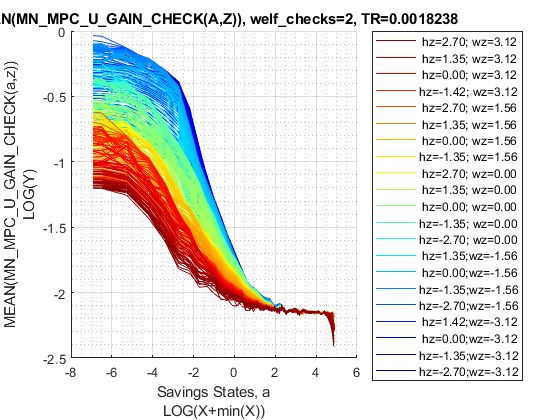 N(MN_MPC_U_GAIN_CHECK(A,Z)), welf_checks=2, TR=0.0018238
MEAN(MN_MPC_U_GAIN_CHECK(a,z))
LOG(Y)
0
-0.5
-1
-1.5
-2
-2.5
-8
-6
-4
-2
0
2
4
6
Savings States, a
LOG(X+min(X))
hz=2.70; wz=3.12
hz=1.35; wz=3.12
hz=0.00; wz=3.12
hz=-1.42; wz=3.12
hz=2.70; wz=1.56
hz=1.35; wz=1.56
hz=0.00; wz=1.56
hz=-1.35; wz=1.56
hz=2.70; wz=0.00
hz=1.35; wz=0.00
hz=0.00; wz=0.00
hz=-1.35; wz=0.00
hz=-2.70; wz=0.00
hz=1.35;wz=-1.56
hz=0.00;wz=-1.56
hz=-1.35;wz=-1.56
hz=-2.70;wz=-1.56
hz=1.42;wz=-3.12
hz=0.00;wz=-3.12
hz=-1.35;wz=-3.12
hz=-2.70;wz=-3.12